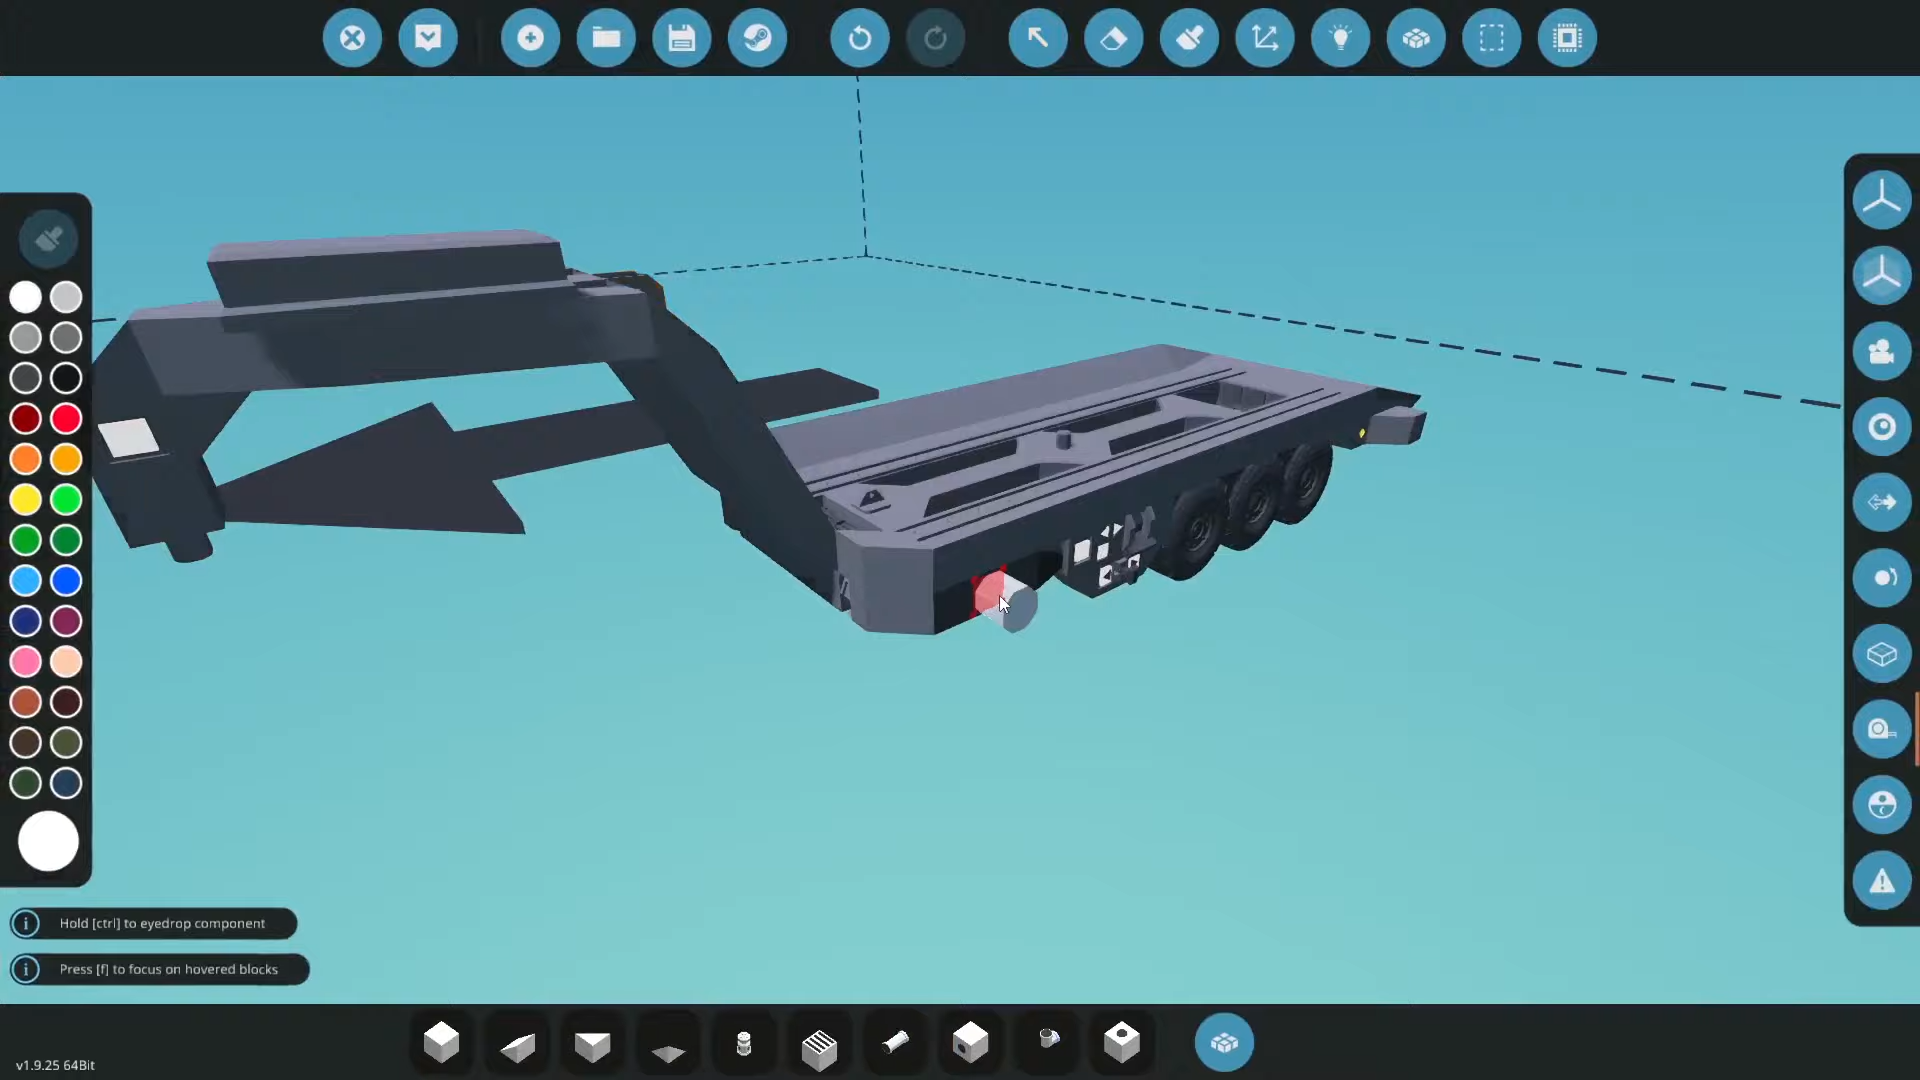 Hold [ctrl] to eyedrop component
Press [f] to focus on hovered blocks
v1.9.25 64Bit